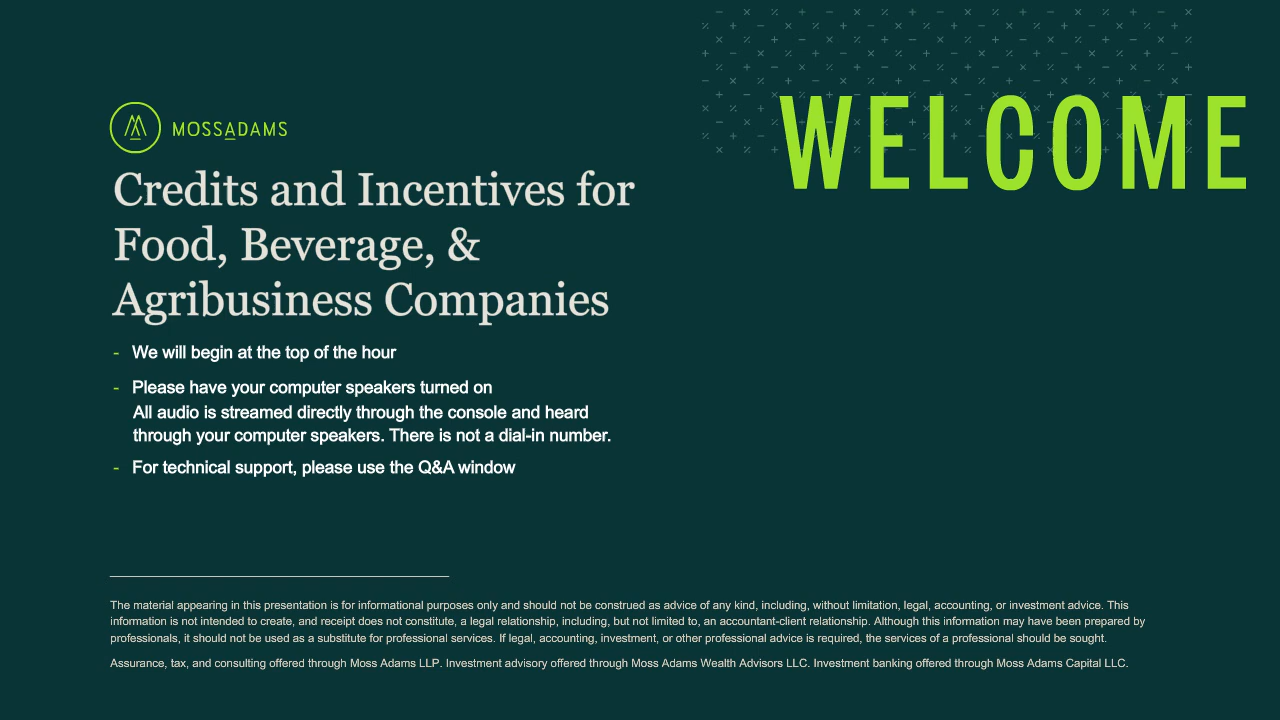 WELCOME
MOSSADAMS
Credits and Incentives for
Food, Beverage, &
Agribusiness Companies
- We will begin at the top of the hour
- Please have your computer speakers turned on
All audio is streamed directly through the console and heard
through your computer speakers. There is not a dial-in number.
- For technical support, please use the Q&A window
The material appearing in this presentation is for informational purposes only and should not be construed as advice of any kind, including, without limitation, legal, accounting, or investment advice. This
information is not intended to create, and receipt does not constitute, a legal relationship, including, but not limited to, an accountant-client relationship. Although this information may have been prepared by
professionals, it should not be used as a substitute for professional services. If legal, accounting, investment, or other professional advice is required, the services of a professional should be sought.
Assurance, tax, and consulting offered through Moss Adams LLP. Investment advisory offered through Moss Adams Wealth Advisors LLC. Investment banking offered through Moss Adams Capital LLC.